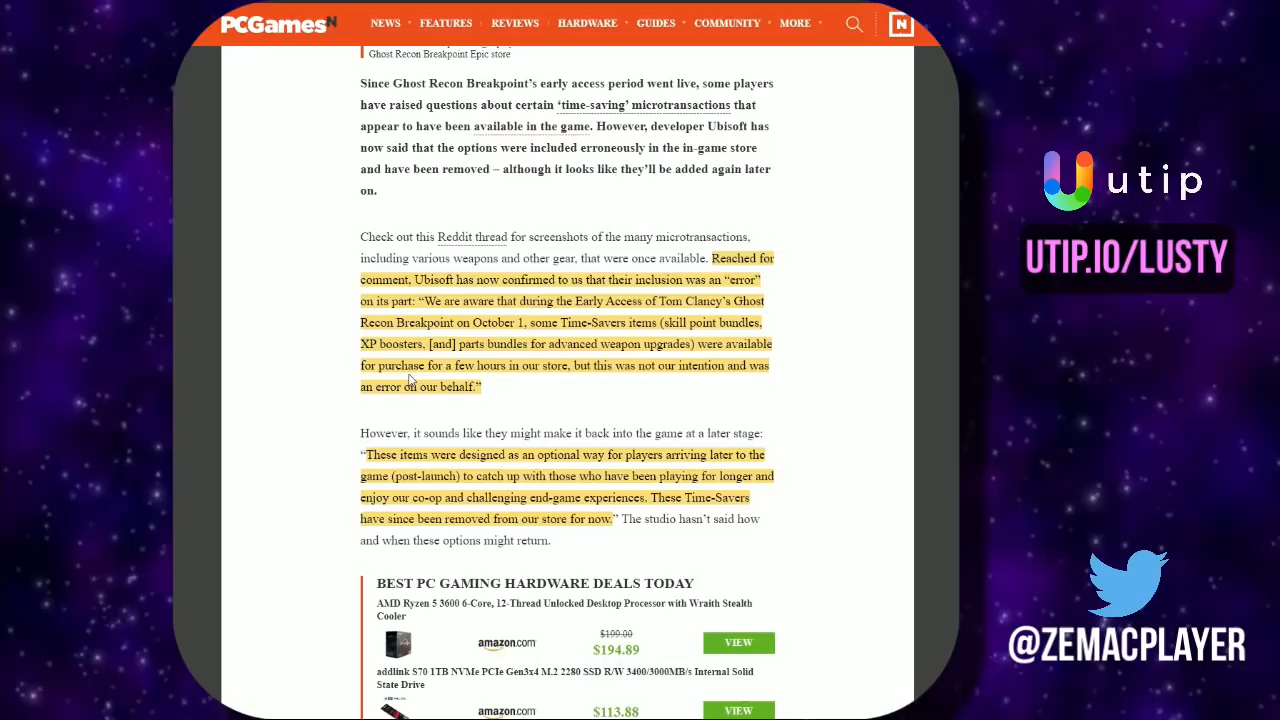 PCGamesN
NEWS FEATURES REVIEWS HARDWARE GUIDES COMMUNITY MORE
N
Ghost Recon Breakpoint Epic store
Since Ghost Recon Breakpoint’s early access period went live, some players
have raised questions about certain ‘time-saving’ microtransactions that
appear to have been available in the game. However, developer Ubisoft has
now said that the options were included erroneously in the in-game store
and have been removed – although it looks like they’ll be added again later
on.
Check out this Reddit thread for screenshots of the many microtransactions,
including various weapons and other gear, that were once available. Reached for
comment, Ubisoft has now confirmed to us that their inclusion was an “error”
on its part: “We are aware that during the Early Access of Tom Clancy’s Ghost
Recon Breakpoint on October 1, some Time-Savers items (skill point bundles,
XP boosters, [and] parts bundles for advanced weapon upgrades) were available
for purchase for a few hours in our store, but this was not our intention and was
an error on our behalf.”
However, it sounds like they might make it back into the game at a later stage:
“These items were designed as an optional way for players arriving later to the
game (post-launch) to catch up with those who have been playing for longer and
enjoy our co-op and challenging end-game experiences. These Time-Savers
have since been removed from our store for now.” The studio hasn’t said how
and when these options might return.
BEST PC GAMING HARDWARE DEALS TODAY
AMD Ryzen 5 3600 6-Core, 12-Thread Unlocked Desktop Processor with Wraith Stealth
Cooler
amazon.com
$199.00
$194.89
VIEW
addlink S70 1TB NVMe PCIe Gen3x4 M.2 2280 SSD R/W 3400/3000MB/s Internal Solid
State Drive
amazon.com
$113.88
VIEW
utip
UTIP.IO/LUSTY
@ZEMACPLAYER